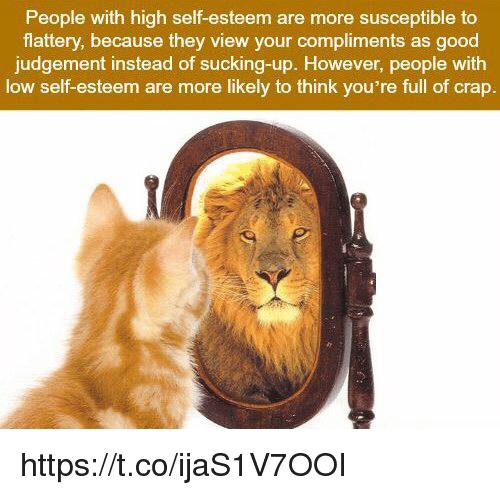 People with high self-esteem are more susceptible to
flattery, because they view your compliments as good
judgement instead of sucking-up. However, people with
low self-esteem are more likely to think you're full of crap.
https://t.co/ijaS1V7OOI